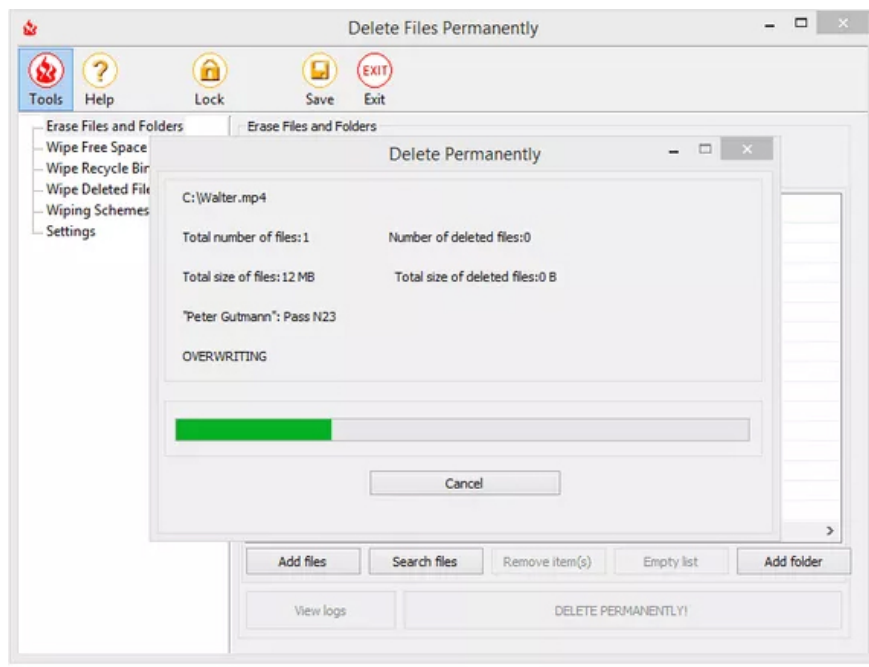 Delete Files Permanently
Tools Help Lock Save EXIT Exit
Erase Files and Folders
Wipe Free Space
Wipe Recycle Bin
Wipe Deleted File
Wiping Schemes
Settings
Erase Files and Folders
Delete Permanently
C:\Walter.mp4
Total number of files:1 Number of deleted files:0
Total size of files:12 MB Total size of deleted files:0 B
"Peter Gutmann": Pass N23
OVERWRITING
Cancel
Add files Search files Remove item(s) Empty list Add folder
View logs DELETE PERMANENTLY!